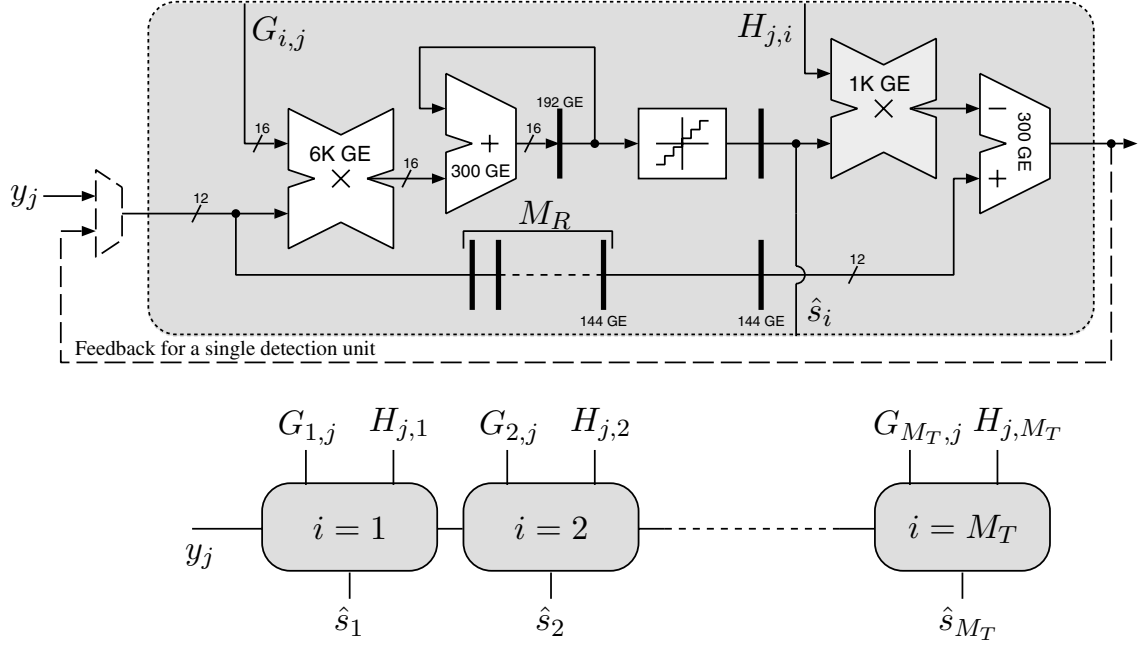 G_{i,j}
H_{j,i}
1K GE
×
−
300 GE
+
192 GE
16
6K GE
×
16
+
300 GE
16
16
y_j
12
M_R
144 GE
144 GE
12
ŝ_i
Feedback for a single detection unit
G_{1,j} H_{j,1} G_{2,j} H_{j,2} G_{M_T,j} H_{j,M_T}
i = 1 i = 2 i = M_T
y_j
ŝ_1 ŝ_2 ŝ_{M_T}